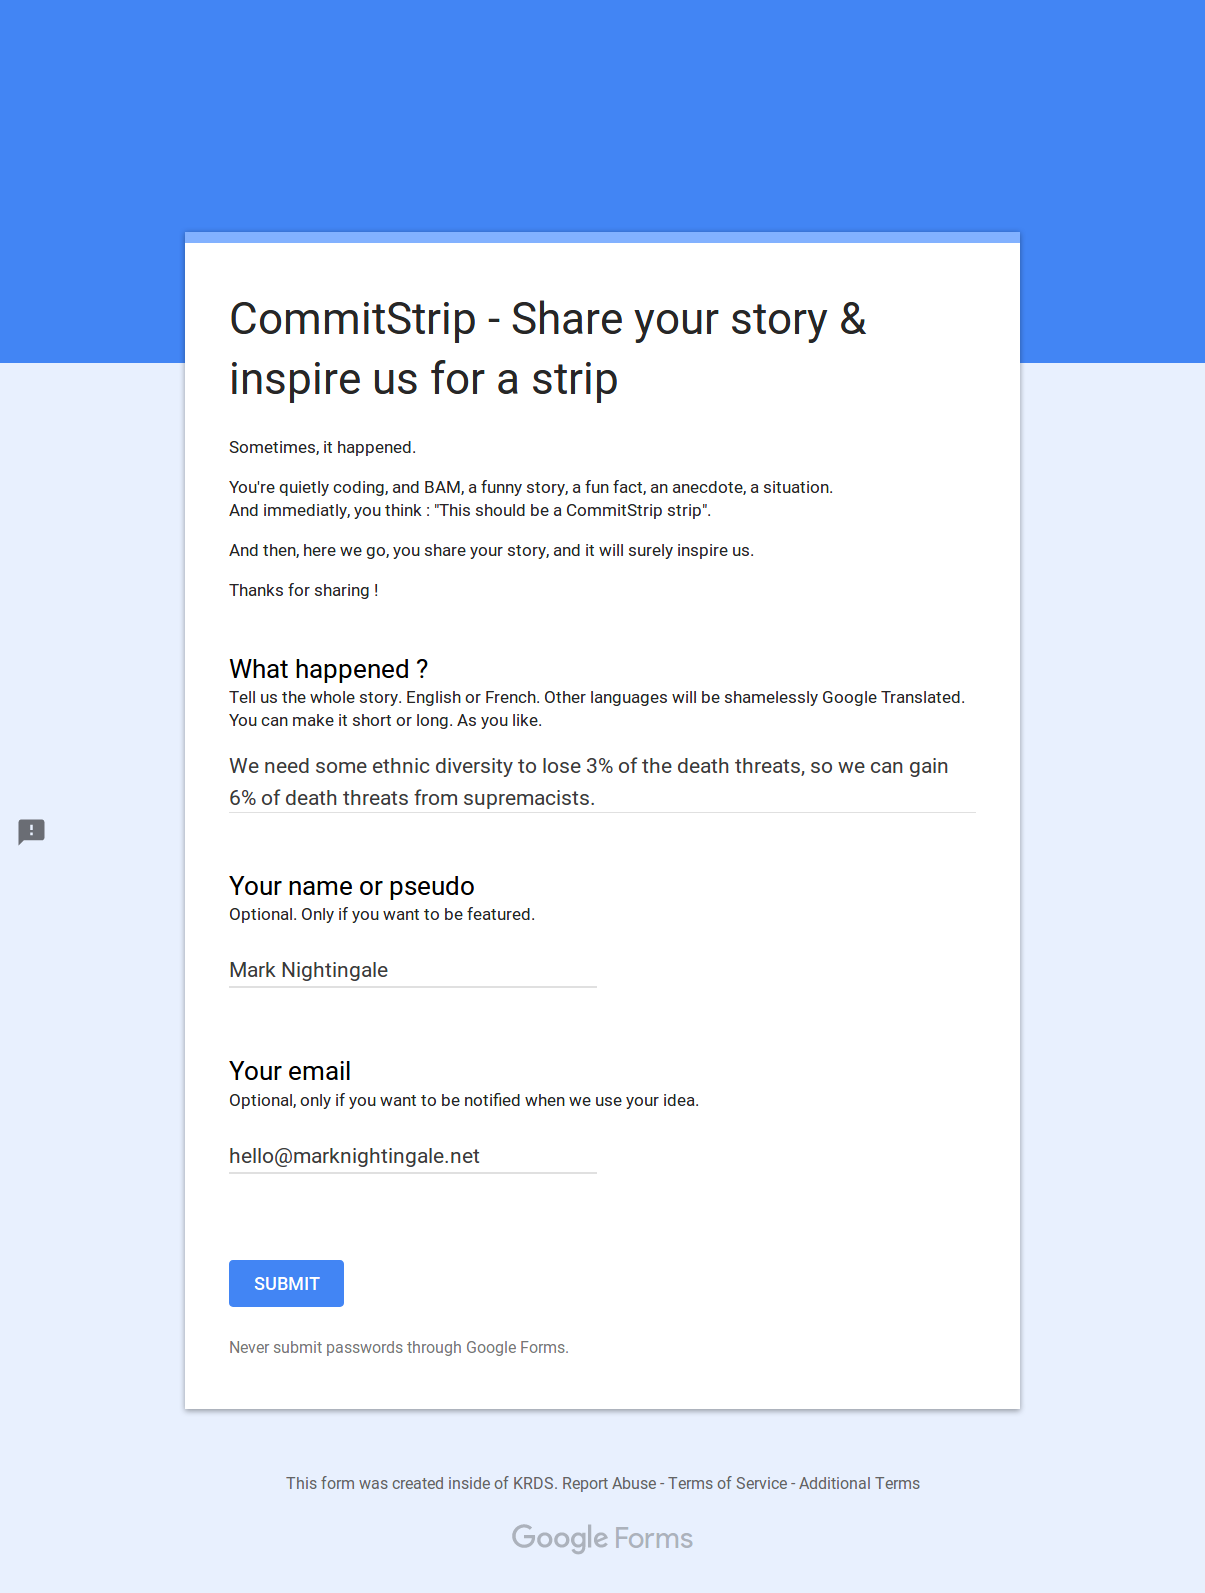 CommitStrip - Share your story &
inspire us for a strip
Sometimes, it happened.
You're quietly coding, and BAM, a funny story, a fun fact, an anecdote, a situation.
And immediatly, you think : "This should be a CommitStrip strip".
And then, here we go, you share your story, and it will surely inspire us.
Thanks for sharing !
What happened ?
Tell us the whole story. English or French. Other languages will be shamelessly Google Translated.
You can make it short or long. As you like.
We need some ethnic diversity to lose 3% of the death threats, so we can gain
6% of death threats from supremacists.
Your name or pseudo
Optional. Only if you want to be featured.
Mark Nightingale
Your email
Optional, only if you want to be notified when we use your idea.
hello@marknightingale.net
SUBMIT
Never submit passwords through Google Forms.
This form was created inside of KRDS. Report Abuse - Terms of Service - Additional Terms
Google Forms